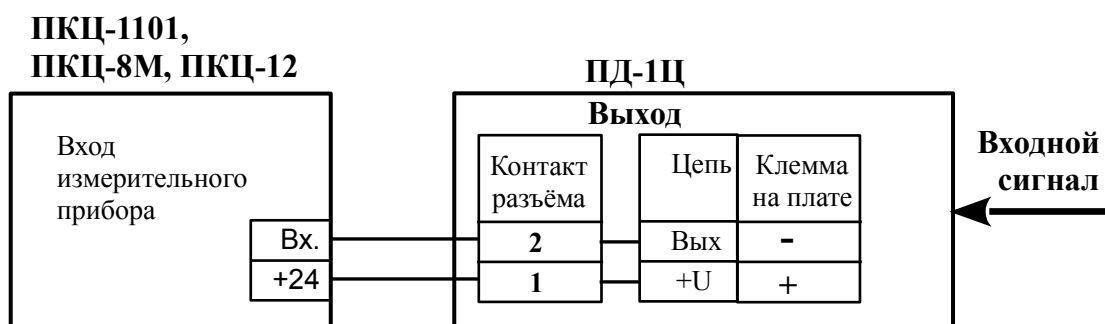 ПКЦ-1101,
ПКЦ-8М, ПКЦ-12
ПД-1Ц
Выход
Вход
измерительного
прибора
Контакт
разъёма
Цепь
Клемма
на плате
Входной
сигнал
Вх.
2
Вых
-
+24
1
+U
+